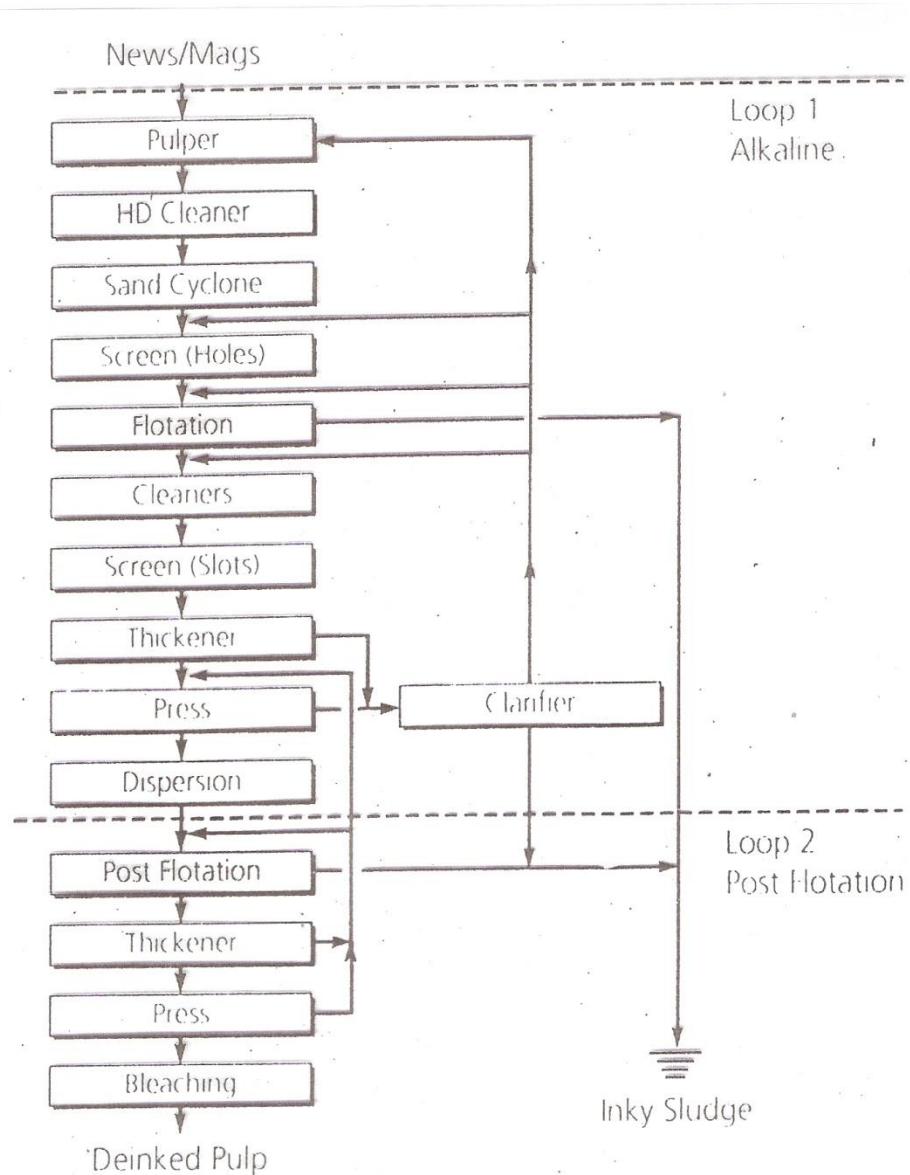 News/Mags
Loop 1
Alkaline
Pulper
HD Cleaner
Sand Cyclone
Screen (Holes)
Flotation
Cleaners
Screen (Slots)
Thickener
Press
Clarifier
Dispersion
Loop 2
Post Flotation
Post Flotation
Thickener
Press
Bleaching
Inky Sludge
Deinked Pulp